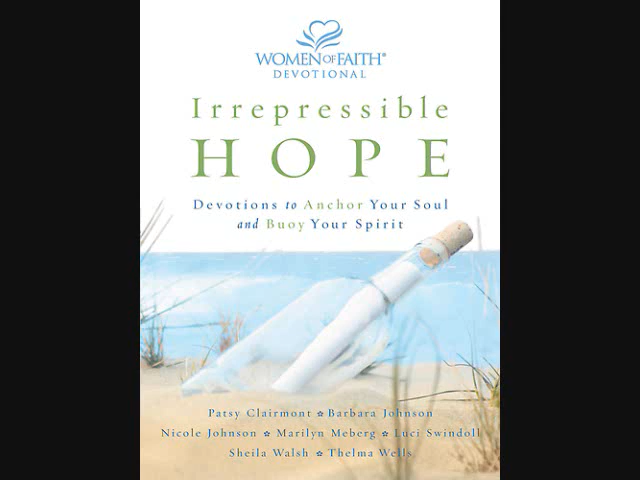 WOMEN OF FAITH®
DEVOTIONAL
Irrepressible
HOPE
Devotions to Anchor Your Soul
and Buoy Your Spirit
Patsy Clairmont ✿ Barbara Johnson
Nicole Johnson ✿ Marilyn Meberg ✿ Luci Swindoll
Sheila Walsh ✿ Thelma Wells